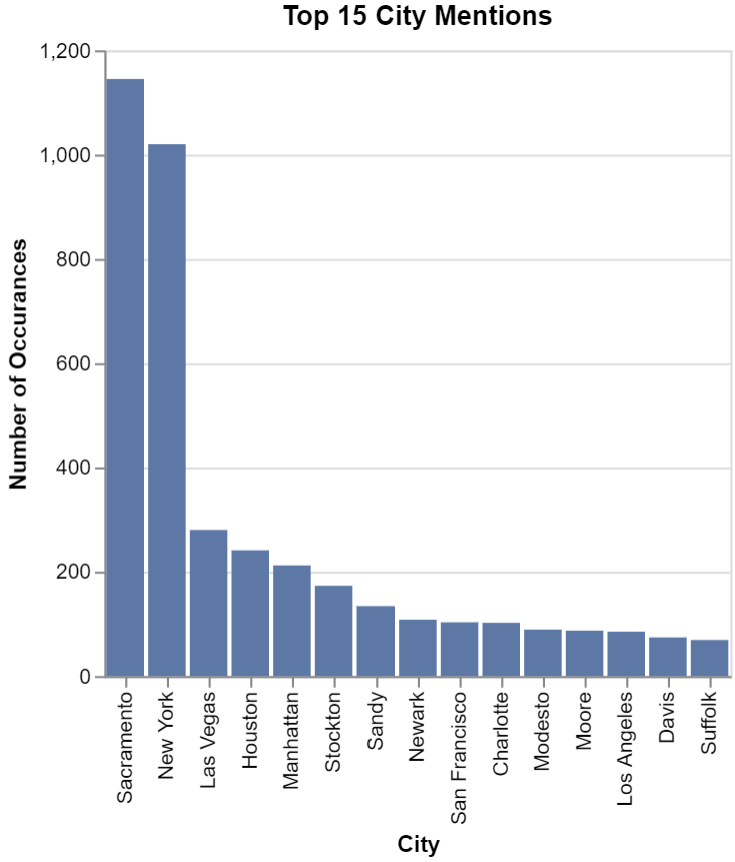 Top 15 City Mentions
1,200
1,000
800
600
400
200
0
Number of Occurances
Sacramento
New York
Las Vegas
Houston
Manhattan
Stockton
Sandy
Newark
San Francisco
Charlotte
Modesto
Moore
Los Angeles
Davis
Suffolk
City